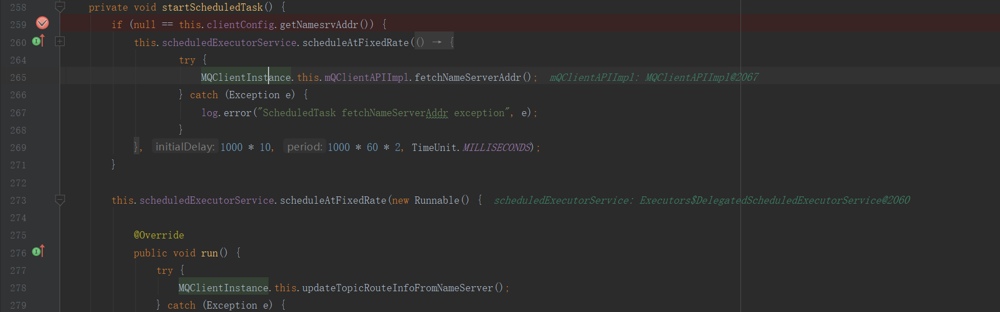 258 private void startScheduledTask() {
259 if (null == this.clientConfig.getNamesrvAddr()) {
260 this.scheduledExecutorService.scheduleAtFixedRate(() → {
264 try {
265 MQClientInstance.this.mQClientAPIImpl.fetchNameServerAddr(); mQClientAPIImpl: MQClientAPIImpl@2067
266 } catch (Exception e) {
267 log.error("ScheduledTask fetchNameServerAddr exception", e);
268 }
269 }, initialDelay: 1000 * 10, period: 1000 * 60 * 2, TimeUnit.MILLISECONDS);
271 }
272
273 this.scheduledExecutorService.scheduleAtFixedRate(new Runnable() { scheduledExecutorService: Executors$DelegatedScheduledExecutorService@2060
274
275 @Override
276 public void run() {
277 try {
278 MQClientInstance.this.updateTopicRouteInfoFromNameServer();
279 } catch (Exception e) {